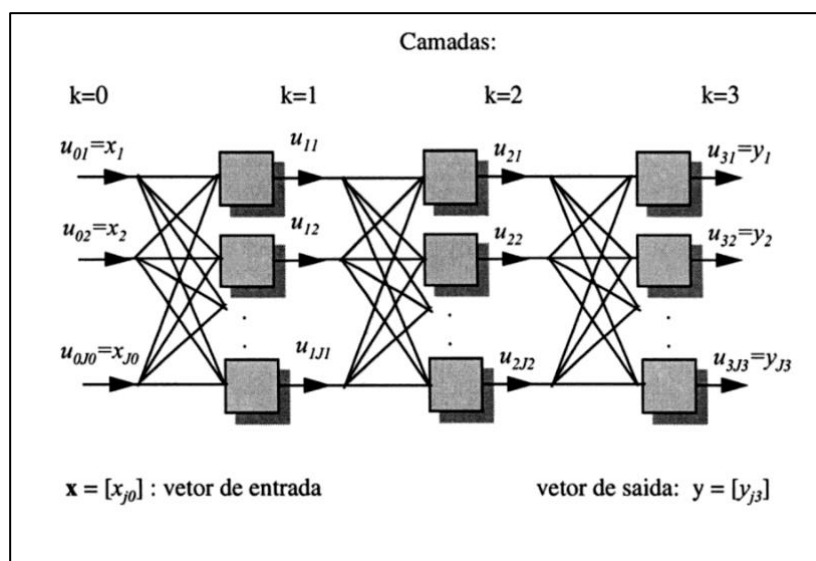 Camadas:
k=0 k=1 k=2 k=3
u01=x1 u11 u21 u31=y1
u02=x2 u12 u22 u32=y2
u0J0=xJ0 u1J1 u2J2 u3J3=yJ3
x = [xj0] : vetor de entrada vetor de saida: y = [yj3]